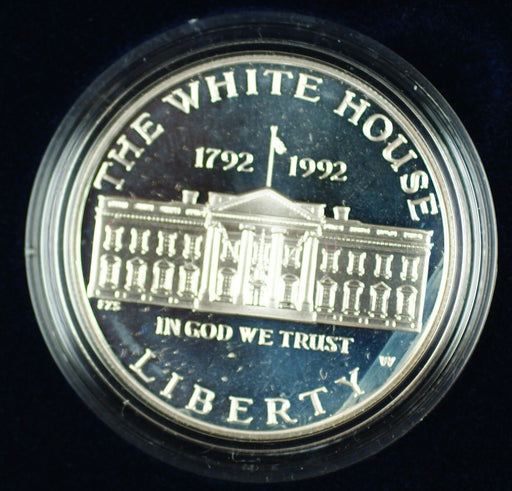 THE WHITE HOUSE
1792 1992
IN GOD WE TRUST
W
LIBERTY